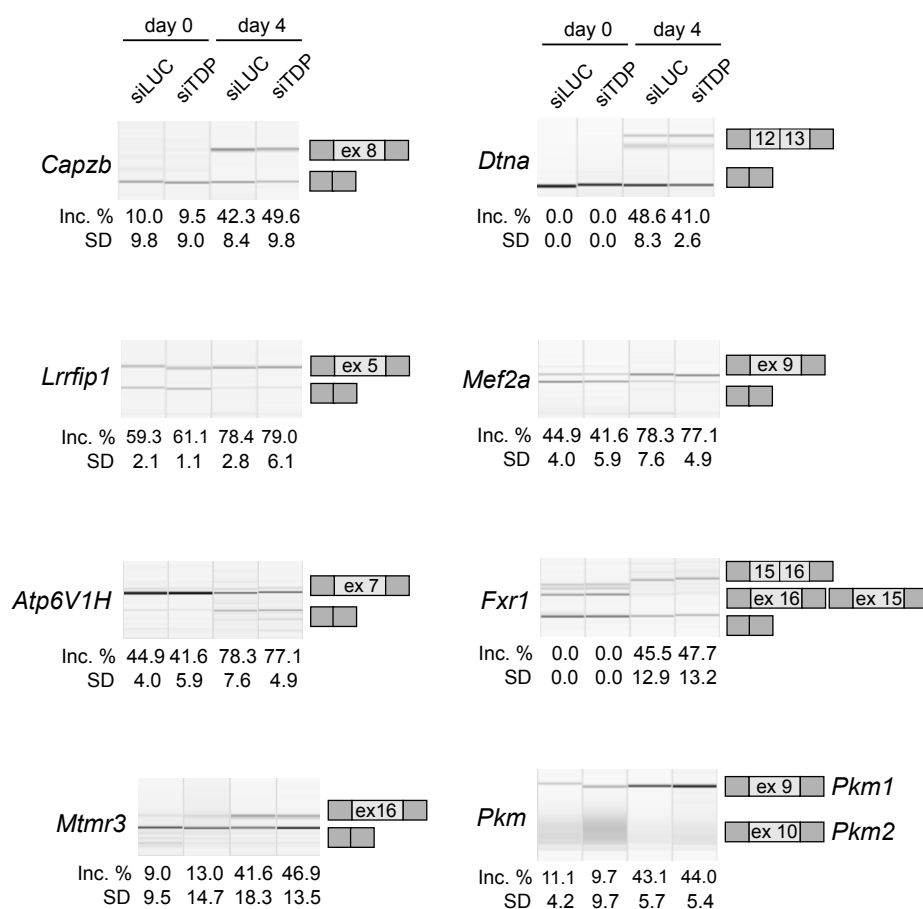 day 0 day 4
siLUC siTDP siLUC siTDP
Capzb
ex 8
Inc. % 10.0 9.5 42.3 49.6
SD 9.8 9.0 8.4 9.8
day 0 day 4
siLUC siTDP siLUC siTDP
Dtna
12 13
Inc. % 0.0 0.0 48.6 41.0
SD 0.0 0.0 8.3 2.6
Lrrfip1
ex 5
Inc. % 59.3 61.1 78.4 79.0
SD 2.1 1.1 2.8 6.1
Mef2a
ex 9
Inc. % 44.9 41.6 78.3 77.1
SD 4.0 5.9 7.6 4.9
Atp6V1H
ex 7
Inc. % 44.9 41.6 78.3 77.1
SD 4.0 5.9 7.6 4.9
Fxr1
15 16
ex 16 ex 15
Inc. % 0.0 0.0 45.5 47.7
SD 0.0 0.0 12.9 13.2
Mtmr3
ex16
Inc. % 9.0 13.0 41.6 46.9
SD 9.5 14.7 18.3 13.5
Pkm
ex 9 Pkm1
ex 10 Pkm2
Inc. % 11.1 9.7 43.1 44.0
SD 4.2 9.7 5.7 5.4